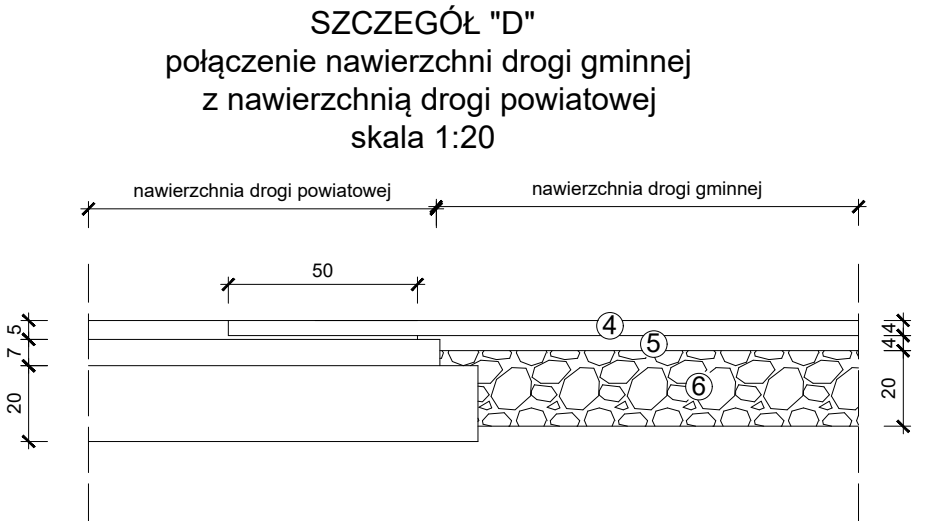 SZCZEGÓŁ "D"
połączenie nawierzchni drogi gminnej
z nawierzchnią drogi powiatowej
skala 1:20
nawierzchnia drogi powiatowej
nawierzchnia drogi gminnej
50
5
7
20
4
5
6
4
4
20